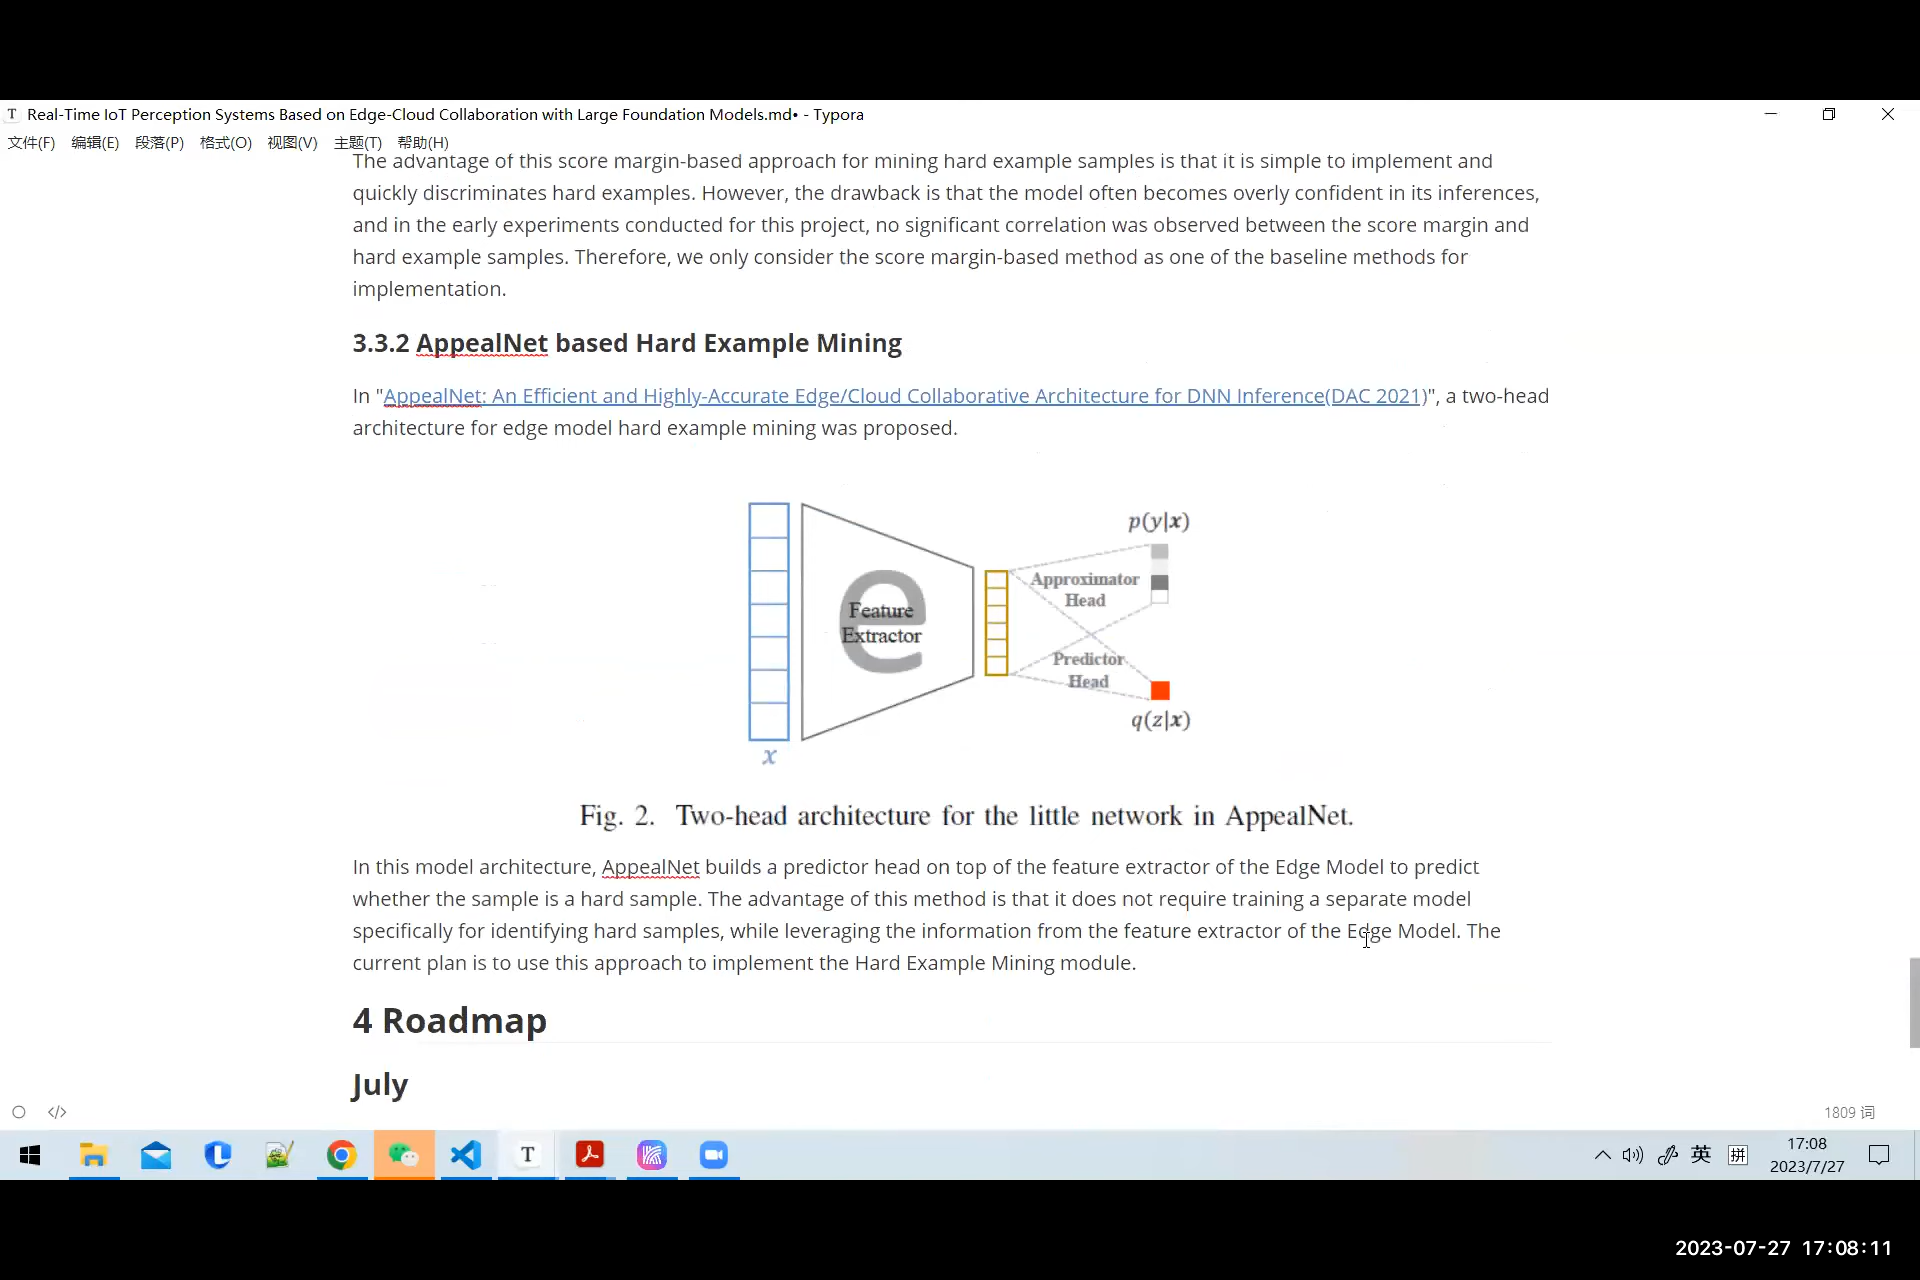 Real-Time IoT Perception Systems Based on Edge-Cloud Collaboration with Large Foundation Models.md• - Typora
文件(F) 编辑(E) 段落(P) 格式(O) 视图(V) 主题(T) 帮助(H)
The advantage of this score margin-based approach for mining hard example samples is that it is simple to implement and
quickly discriminates hard examples. However, the drawback is that the model often becomes overly confident in its inferences,
and in the early experiments conducted for this project, no significant correlation was observed between the score margin and
hard example samples. Therefore, we only consider the score margin-based method as one of the baseline methods for
implementation.
3.3.2 AppealNet based Hard Example Mining
In "AppealNet: An Efficient and Highly-Accurate Edge/Cloud Collaborative Architecture for DNN Inference(DAC 2021)", a two-head
architecture for edge model hard example mining was proposed.
p(y|x)
Approximator
Head
e
Feature
Extractor
Predictor
Head
q(z|x)
x
Fig. 2. Two-head architecture for the little network in AppealNet.
In this model architecture, AppealNet builds a predictor head on top of the feature extractor of the Edge Model to predict
whether the sample is a hard sample. The advantage of this method is that it does not require training a separate model
specifically for identifying hard samples, while leveraging the information from the feature extractor of the Edge Model. The
current plan is to use this approach to implement the Hard Example Mining module.
4 Roadmap
July
</> 1809 词
英 拼 17:08
2023/7/27
2023-07-27 17:08:11